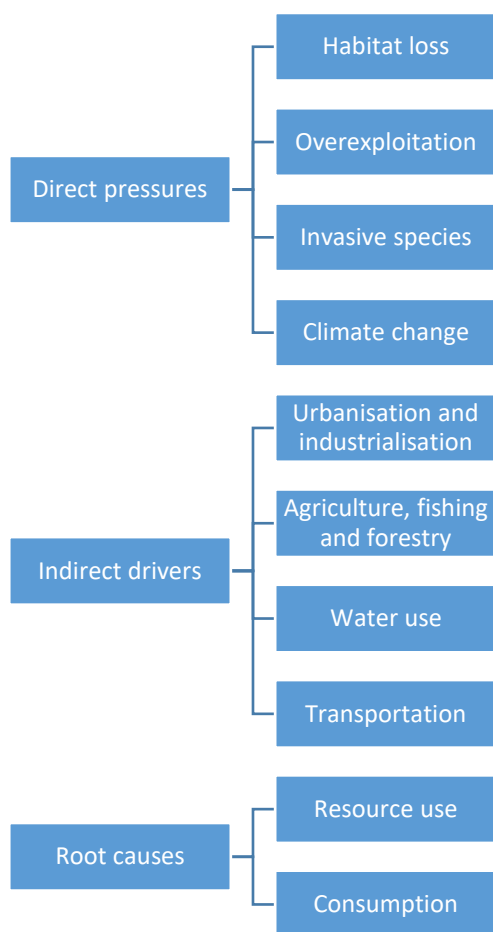 Direct pressures
Habitat loss
Overexploitation
Invasive species
Climate change
Indirect drivers
Urbanisation and
industrialisation
Agriculture, fishing
and forestry
Water use
Transportation
Root causes
Resource use
Consumption